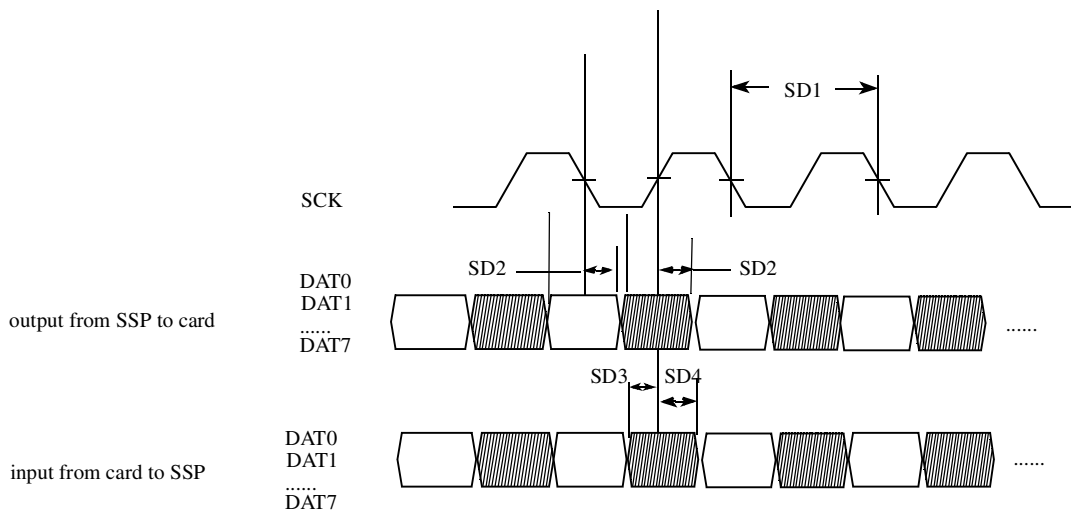 SD1
SCK
SD2
SD2
DAT0
DAT1
......
DAT7
output from SSP to card
......
SD3
SD4
DAT0
DAT1
......
DAT7
input from card to SSP
......